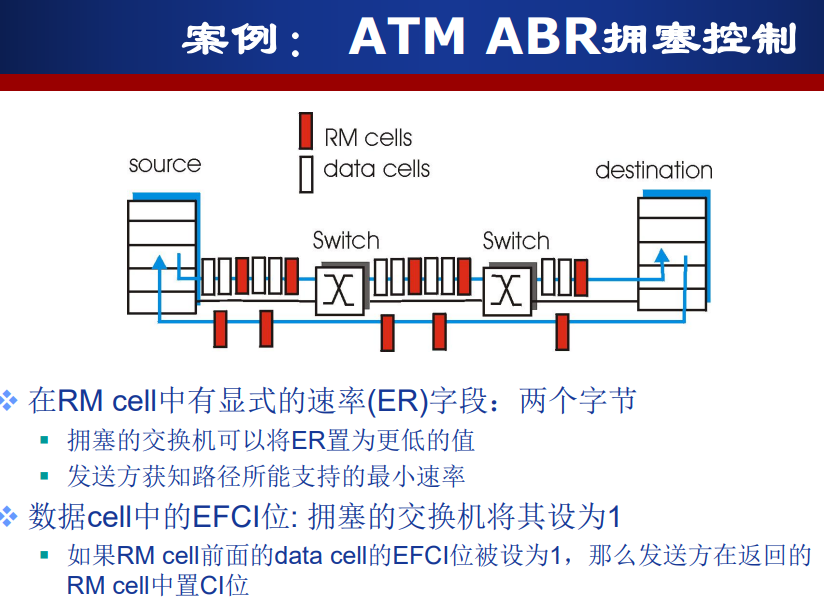 案例： ATM ABR拥塞控制
RM cells
data cells
source
destination
Switch
Switch
在RM cell中有显式的速率(ER)字段：两个字节
拥塞的交换机可以将ER置为更低的值
发送方获知路径所能支持的最小速率
数据cell中的EFCI位: 拥塞的交换机将其设为1
如果RM cell前面的data cell的EFCI位被设为1，那么发送方在返回的
RM cell中置CI位